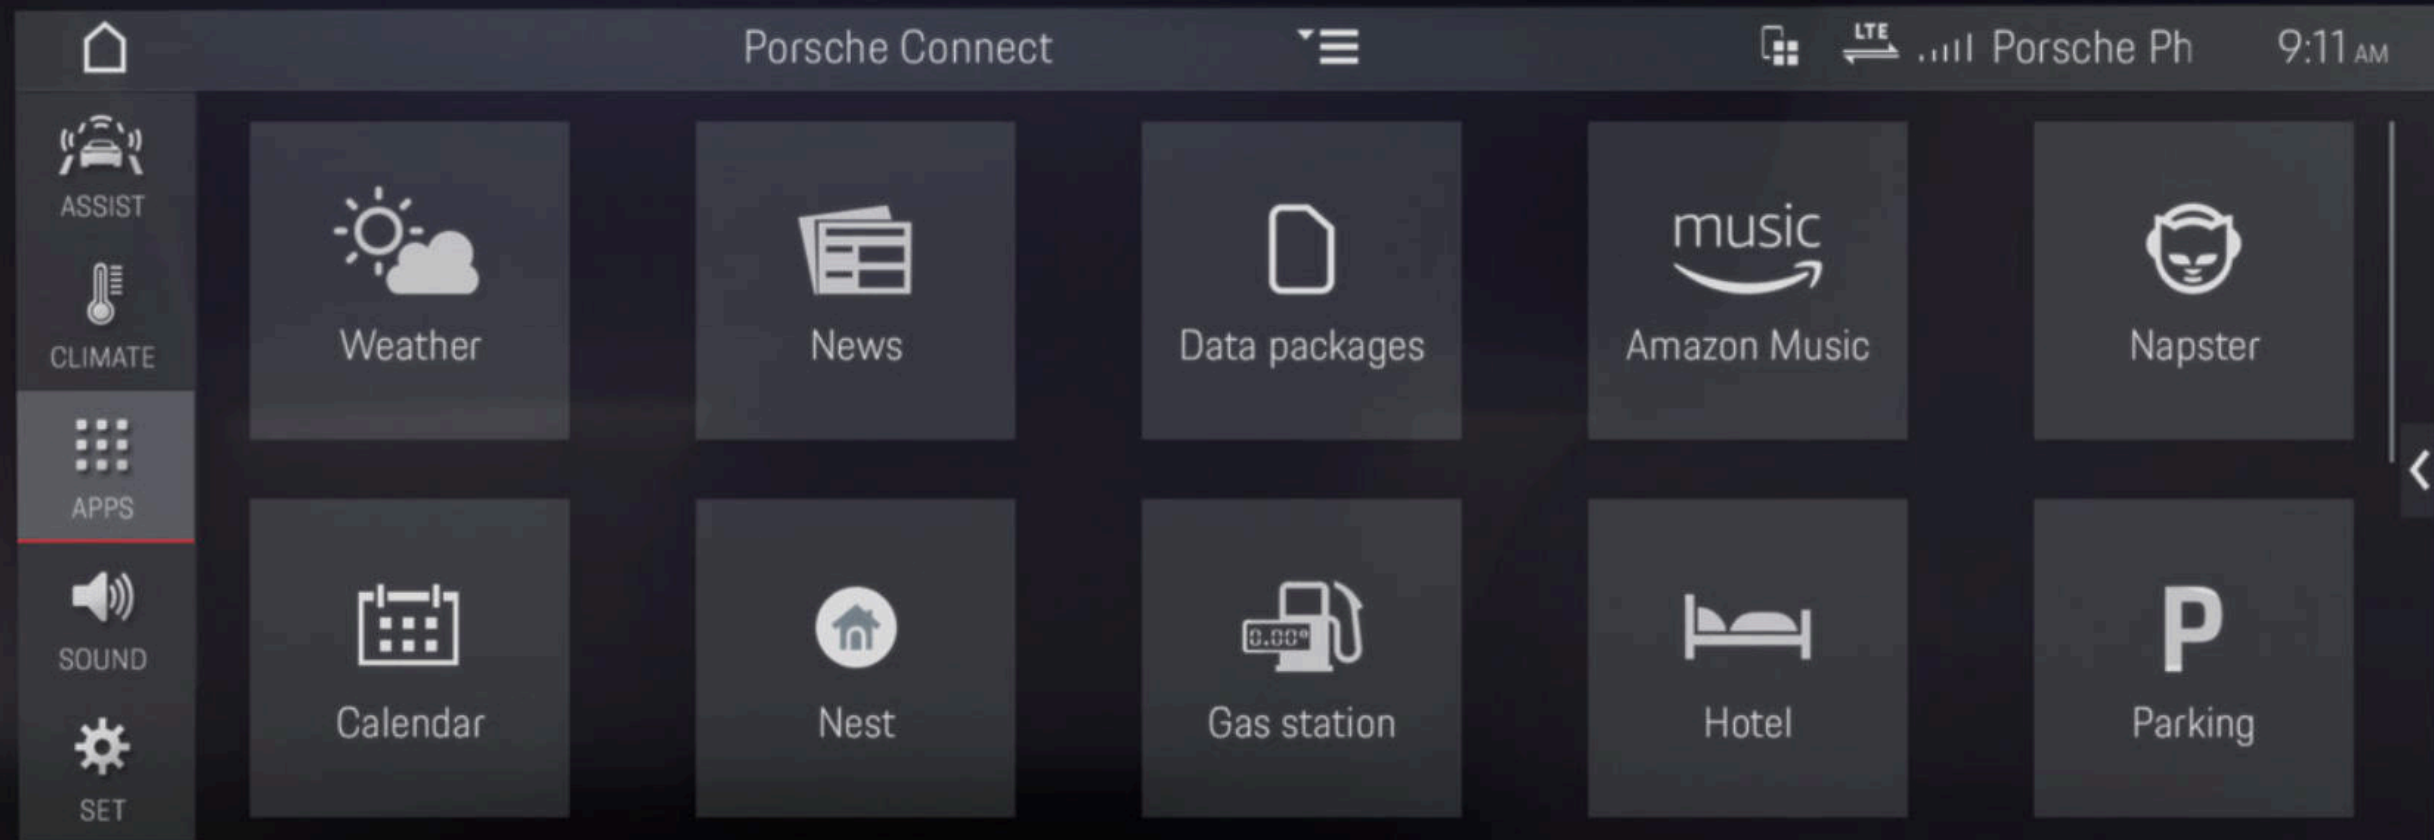 Porsche Connect
LTE
Porsche Ph
9:11 AM
ASSIST
CLIMATE
APPS
SOUND
SET
Weather
News
Data packages
music
Amazon Music
Napster
Calendar
Nest
0.00⁰
Gas station
Hotel
P
Parking